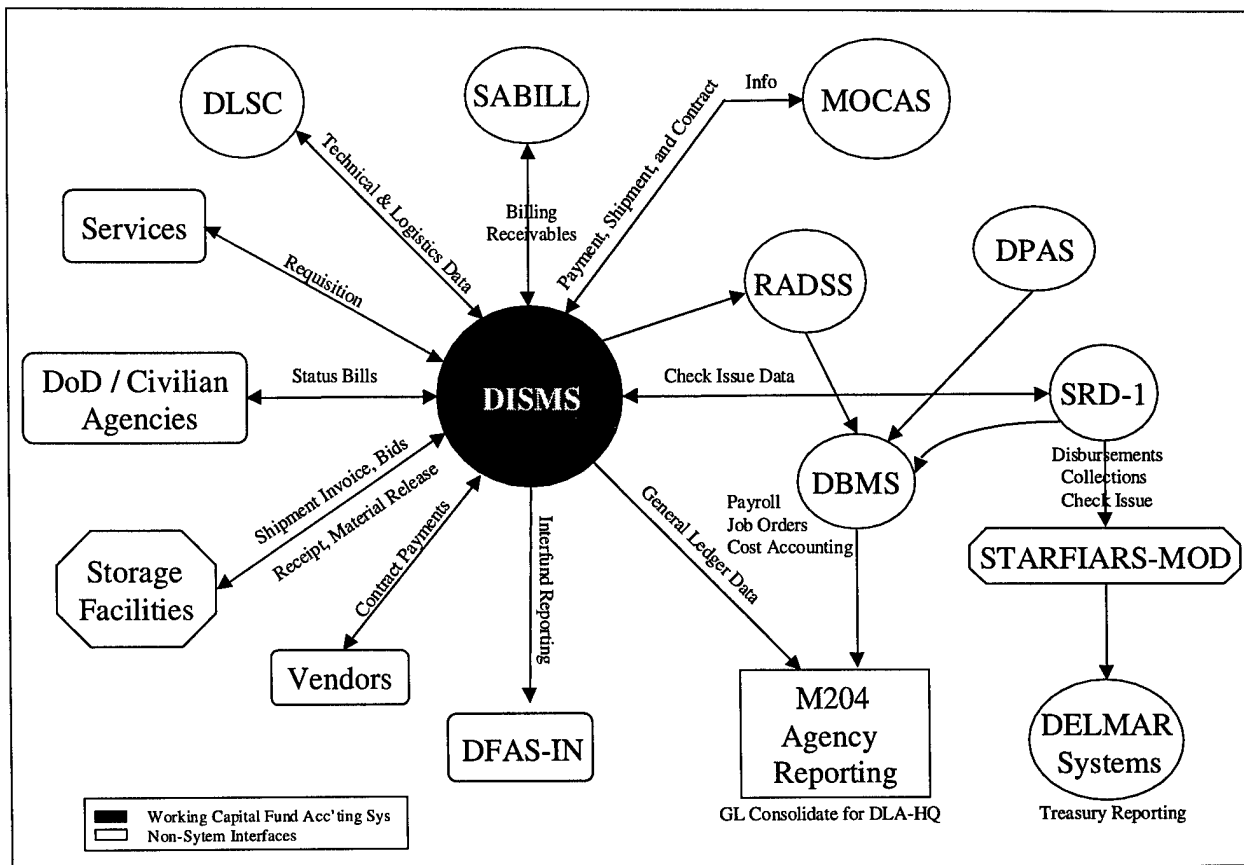 DLSC
SABILL
Info
MOCAS
Technical & Logistics Data
Payment, Shipment, and Contract
Services
Billing
Receivables
DPAS
RADSS
Requisition
DoD / Civilian
Agencies
Status Bills
DISMS
Check Issue Data
SRD-1
Disbursements
Collections
Check Issue
DBMS
Shipment Invoice, Bids
Receipt, Material Release
Contract Payments
Interfund Reporting
General Ledger Data
Payroll
Job Orders
Cost Accounting
STARFIARS-MOD
Storage
Facilities
Vendors
DFAS-IN
M204
Agency
Reporting
DELMAR
Systems
GL Consolidate for DLA-HQ
Treasury Reporting
Working Capital Fund Acc'ting Sys
Non-Sytem Interfaces